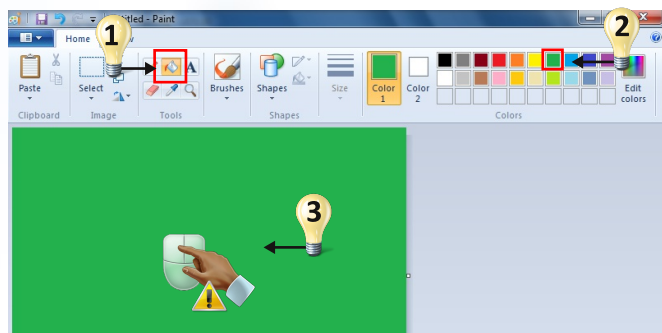 Untitled - Paint
1
2
Home
A
Paste
Select
Brushes
Shapes
Size
Color
1
Color
2
Edit
colors
Clipboard
Image
Tools
Shapes
Colors
3